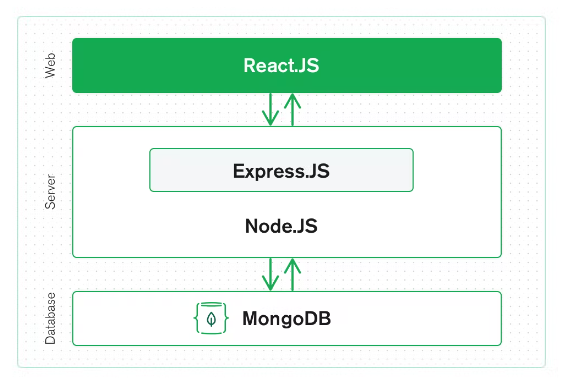 Web
React.JS
Server
Express.JS
Node.JS
Database
MongoDB